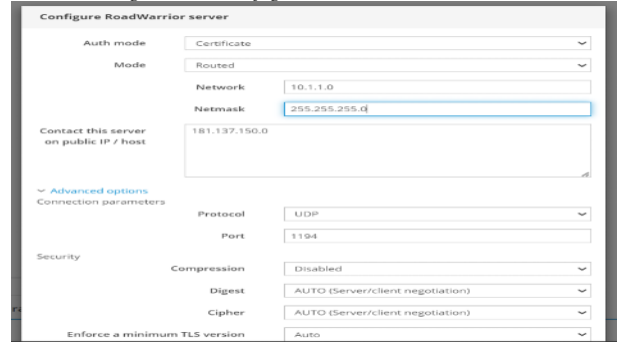 Configure RoadWarrior server
Auth mode Certificate
Mode Routed
Network 10.1.1.0
Netmask 255.255.255.0
Contact this server on public IP / host 181.137.150.0
Advanced options
Connection parameters
Protocol UDP
Port 1194
Security
Compression Disabled
Digest AUTO (Server/client negotiation)
Cipher AUTO (Server/client negotiation)
Enforce a minimum TLS version Auto